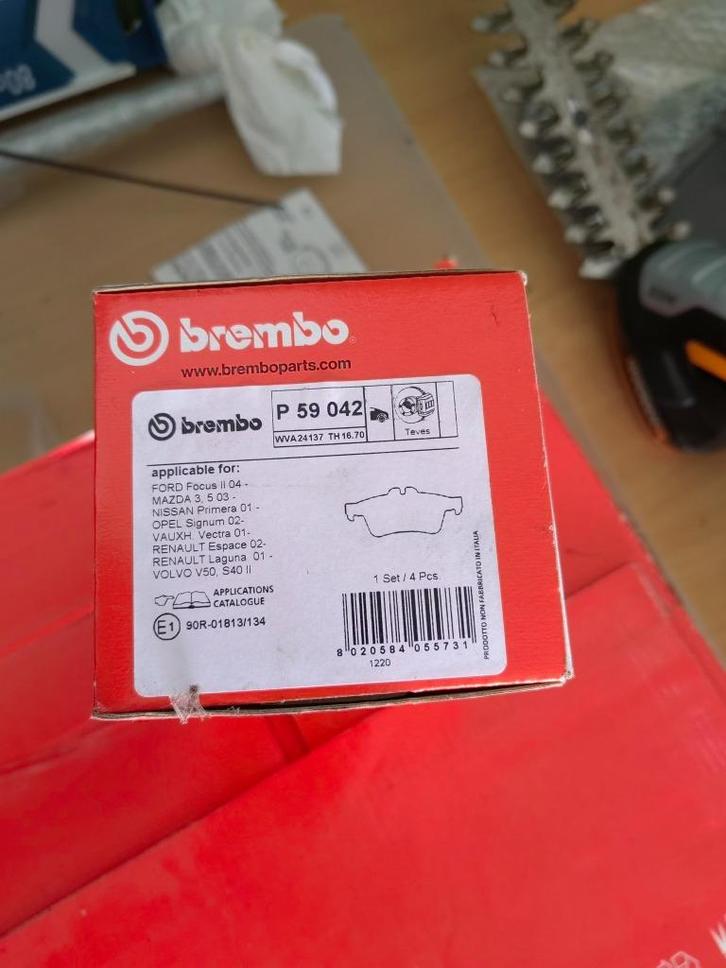 brembo
www.bremboparts.com
brembo
P 59 042
WVA 24137 TH 16.70
Teves
applicable for:
FORD Focus II 04 -
MAZDA 3, 5 03 -
NISSAN Primera 01 -
OPEL Signum 02-
VAUXH. Vectra 01-
RENAULT Espace 02-
RENAULT Laguna 01 -
VOLVO V50, S40 II
1 Set / 4 Pcs.
APPLICATIONS
CATALOGUE
E1 90R-01813/134
8 020584 055731
1220
PRODOTTO NON FABBRICATO IN ITALIA